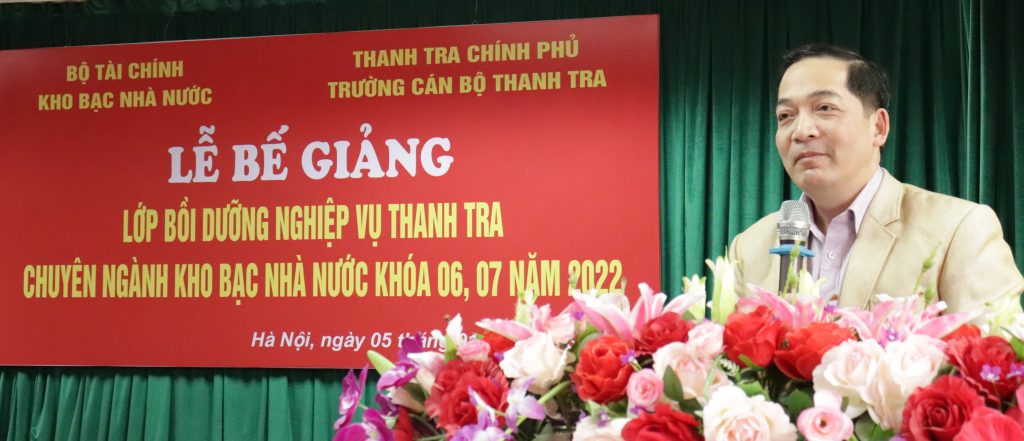 BỘ TÀI CHÍNH
KHO BẠC NHÀ NƯỚC
THANH TRA CHÍNH PHỦ
TRƯỜNG CÁN BỘ THANH TRA
LỄ BẾ GIẢNG
LỚP BỒI DƯỠNG NGHIỆP VỤ THANH TRA
CHUYÊN NGÀNH KHO BẠC NHÀ NƯỚC KHÓA 06, 07 NĂM 2022
Hà Nội, ngày 05 tháng